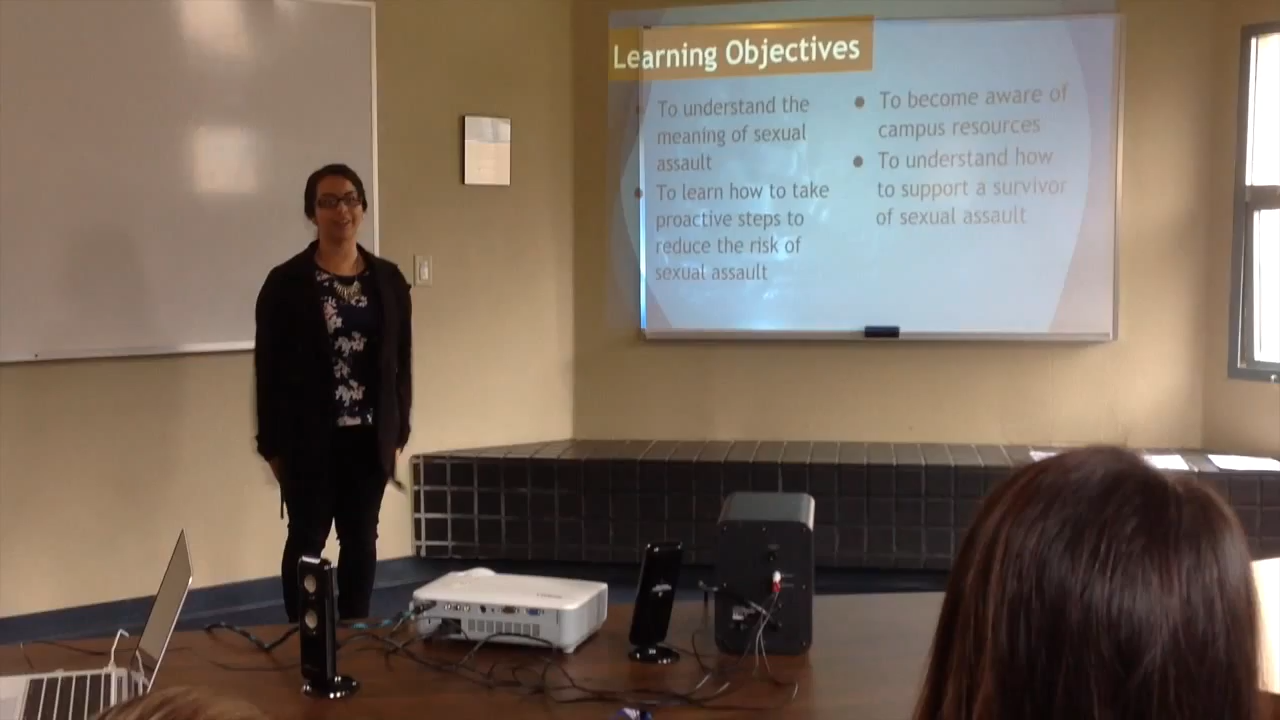 Learning Objectives
To understand the
meaning of sexual
assault
To learn how to take
proactive steps to
reduce the risk of
sexual assault
To become aware of
campus resources
To understand how
to support a survivor
of sexual assault